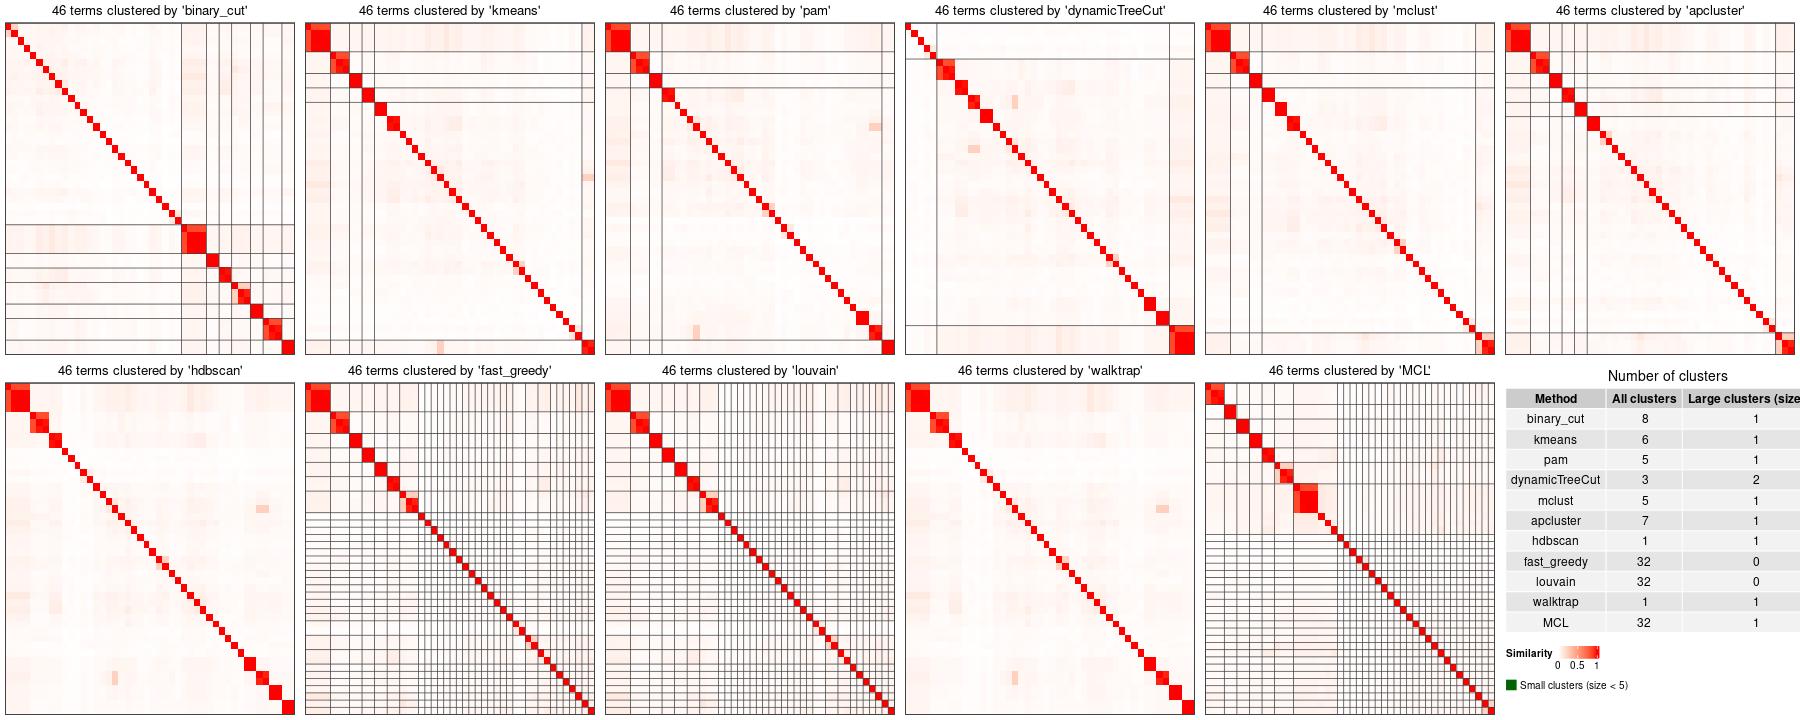 46 terms clustered by 'binary_cut'
46 terms clustered by 'kmeans'
46 terms clustered by 'pam'
46 terms clustered by 'dynamicTreeCut'
46 terms clustered by 'mclust'
46 terms clustered by 'apcluster'
46 terms clustered by 'hdbscan'
46 terms clustered by 'fast_greedy'
46 terms clustered by 'louvain'
46 terms clustered by 'walktrap'
46 terms clustered by 'MCL'
Number of clusters
Method All clusters Large clusters (size
binary_cut 8 1
kmeans 6 1
pam 5 1
dynamicTreeCut 3 2
mclust 5 1
apcluster 7 1
hdbscan 1 1
fast_greedy 32 0
louvain 32 0
walktrap 1 1
MCL 32 1
Similarity
0 0.5 1
Small clusters (size < 5)